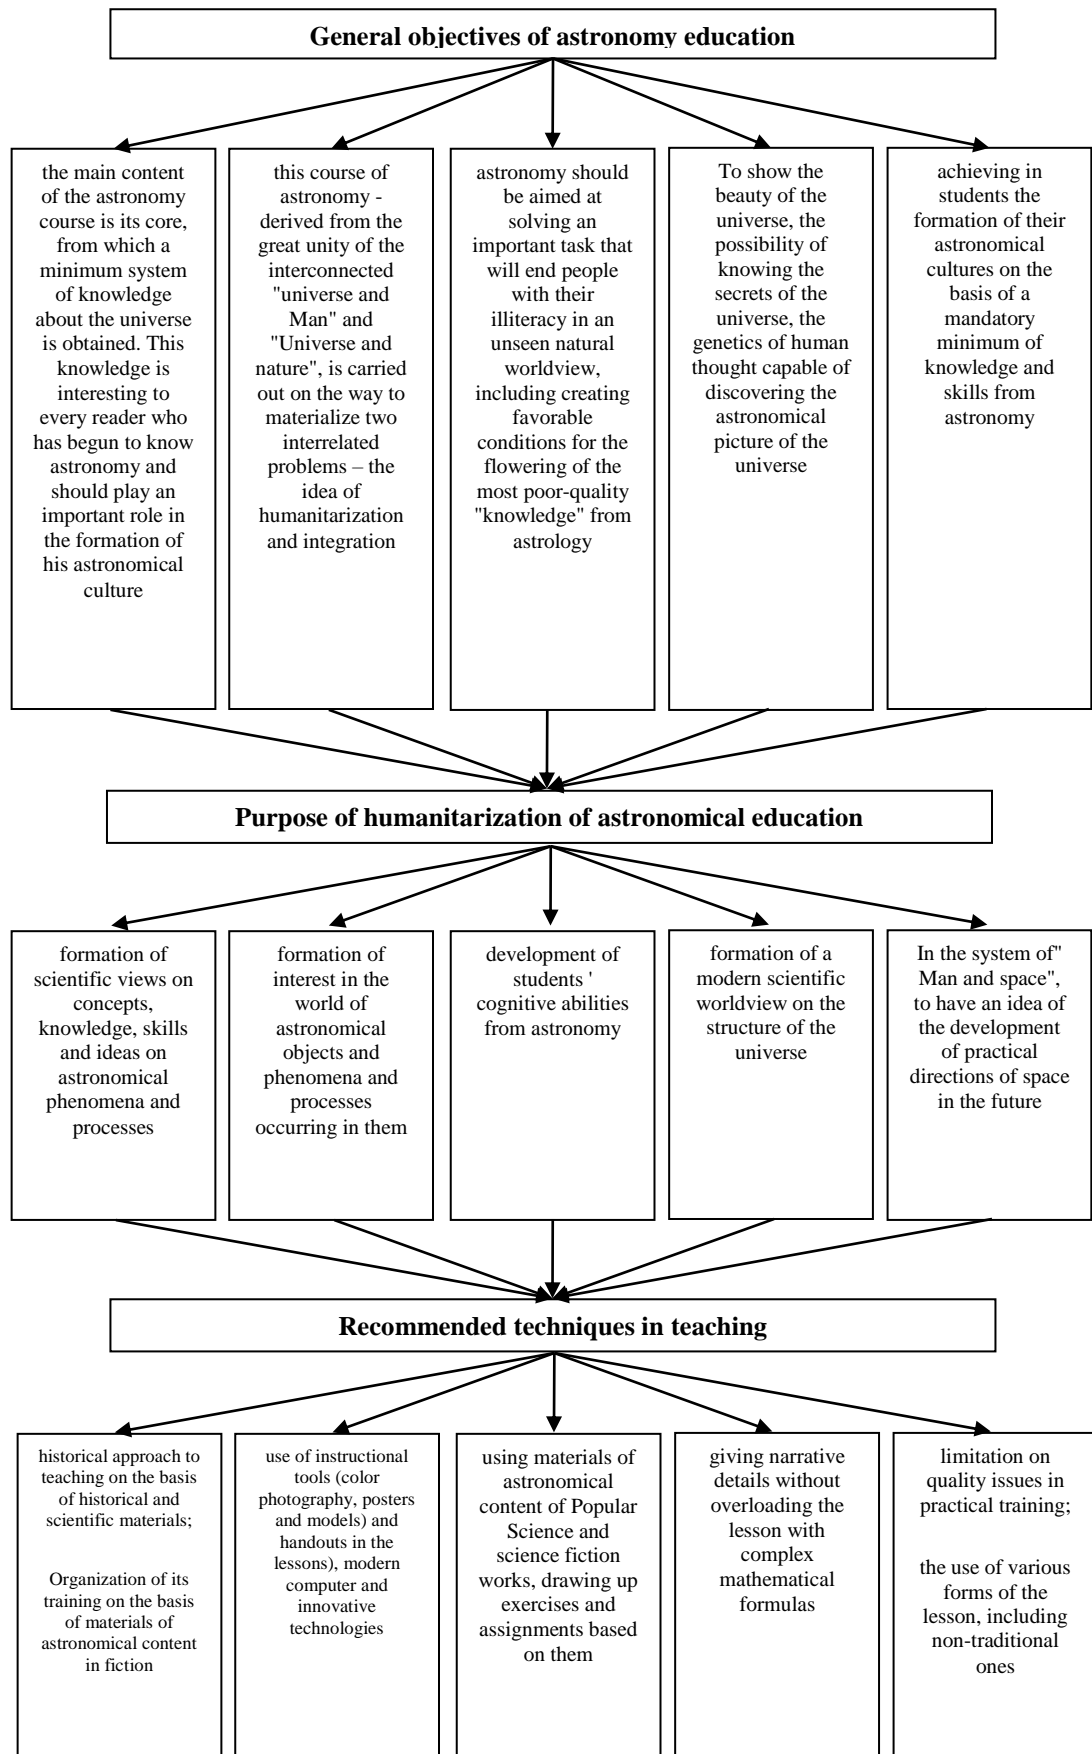 General objectives of astronomy education
the main content
of the astronomy
course is its core,
from which a
minimum system
of knowledge
about the universe
is obtained. This
knowledge is
interesting to
every reader who
has begun to know
astronomy and
should play an
important role in
the formation of
his astronomical
culture
this course of
astronomy -
derived from the
great unity of the
interconnected
"universe and
Man" and
"Universe and
nature", is carried
out on the way to
materialize two
interrelated
problems – the
idea of
humanitarization
and integration
astronomy should
be aimed at
solving an
important task that
will end people
with their
illiteracy in an
unseen natural
worldview,
including creating
favorable
conditions for the
flowering of the
most poor-quality
"knowledge" from
astrology
To show the
beauty of the
universe, the
possibility of
knowing the
secrets of the
universe, the
genetics of human
thought capable of
discovering the
astronomical
picture of the
universe
achieving in
students the
formation of their
astronomical
cultures on the
basis of a
mandatory
minimum of
knowledge and
skills from
astronomy
Purpose of humanitarization of astronomical education
formation of
scientific views on
concepts,
knowledge, skills
and ideas on
astronomical
phenomena and
processes
formation of
interest in the
world of
astronomical
objects and
phenomena and
processes
occurring in them
development of
students '
cognitive abilities
from astronomy
formation of a
modern scientific
worldview on the
structure of the
universe
In the system of"
Man and space",
to have an idea of
the development
of practical
directions of space
in the future
Recommended techniques in teaching
historical approach to
teaching on the basis
of historical and
scientific materials;
Organization of its
training on the basis
of materials of
astronomical content
in fiction
use of instructional
tools (color
photography, posters
and models) and
handouts in the
lessons), modern
computer and
innovative
technologies
using materials of
astronomical
content of Popular
Science and
science fiction
works, drawing up
exercises and
assignments based
on them
giving narrative
details without
overloading the
lesson with
complex
mathematical
formulas
limitation on
quality issues in
practical training;
the use of various
forms of the
lesson, including
non-traditional
ones